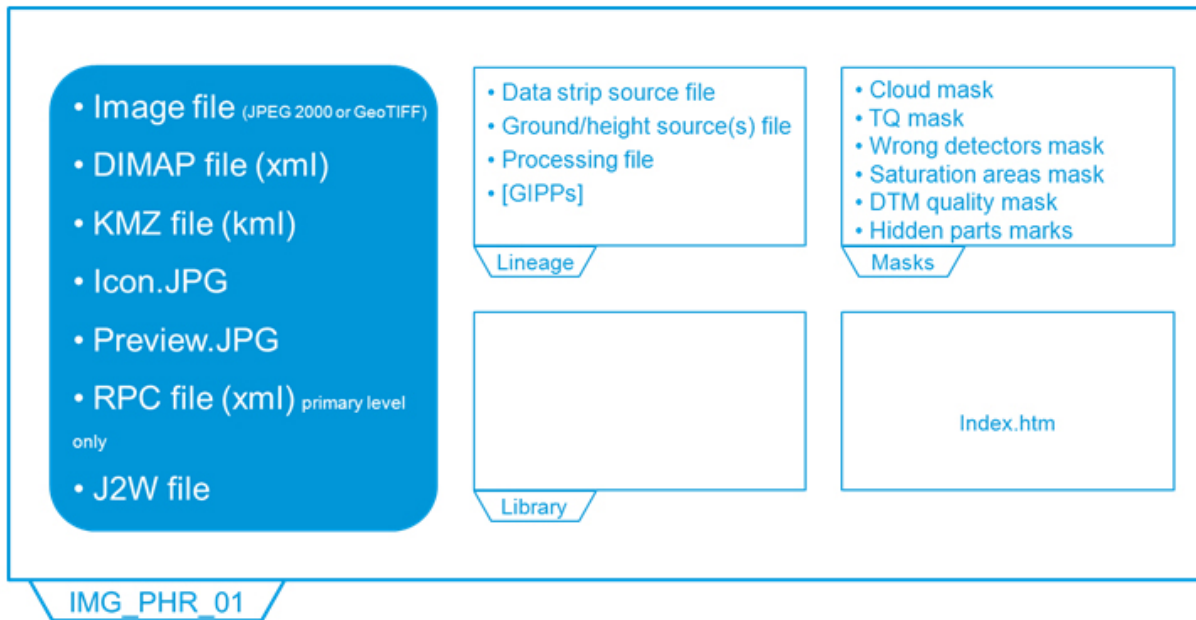 • Image file (JPEG 2000 or GeoTIFF)
• DIMAP file (xml)
• KMZ file (kml)
• Icon.JPG
• Preview.JPG
• RPC file (xml) primary level
only
• J2W file
• Data strip source file
• Ground/height source(s) file
• Processing file
• [GIPPs]
Lineage
• Cloud mask
• TQ mask
• Wrong detectors mask
• Saturation areas mask
• DTM quality mask
• Hidden parts marks
Masks
Library
Index.htm
IMG_PHR_01